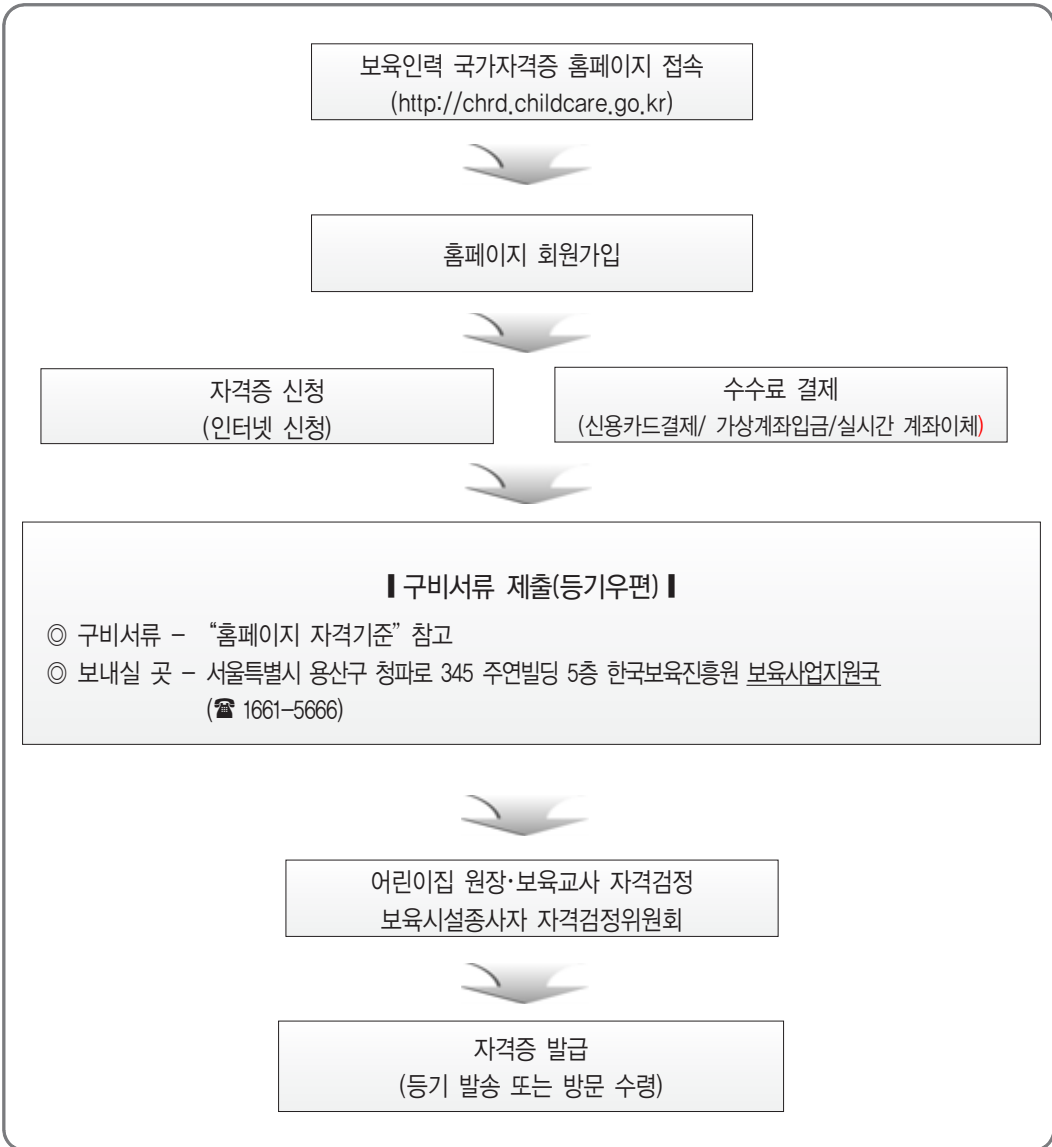 보육인력 국가자격증 홈페이지 접속
(http://chrd.childcare.go.kr)
홈페이지 회원가입
자격증 신청
(인터넷 신청)
수수료 결제
(신용카드결제/ 가상계좌입금/실시간 계좌이체)
┃구비서류 제출(등기우편)┃
◎ 구비서류 – “홈페이지 자격기준” 참고
◎ 보내실 곳 – 서울특별시 용산구 청파로 345 주연빌딩 5층 한국보육진흥원 보육사업지원국
(☎ 1661–5666)
어린이집 원장·보육교사 자격검정
보육시설종사자 자격검정위원회
자격증 발급
(등기 발송 또는 방문 수령)